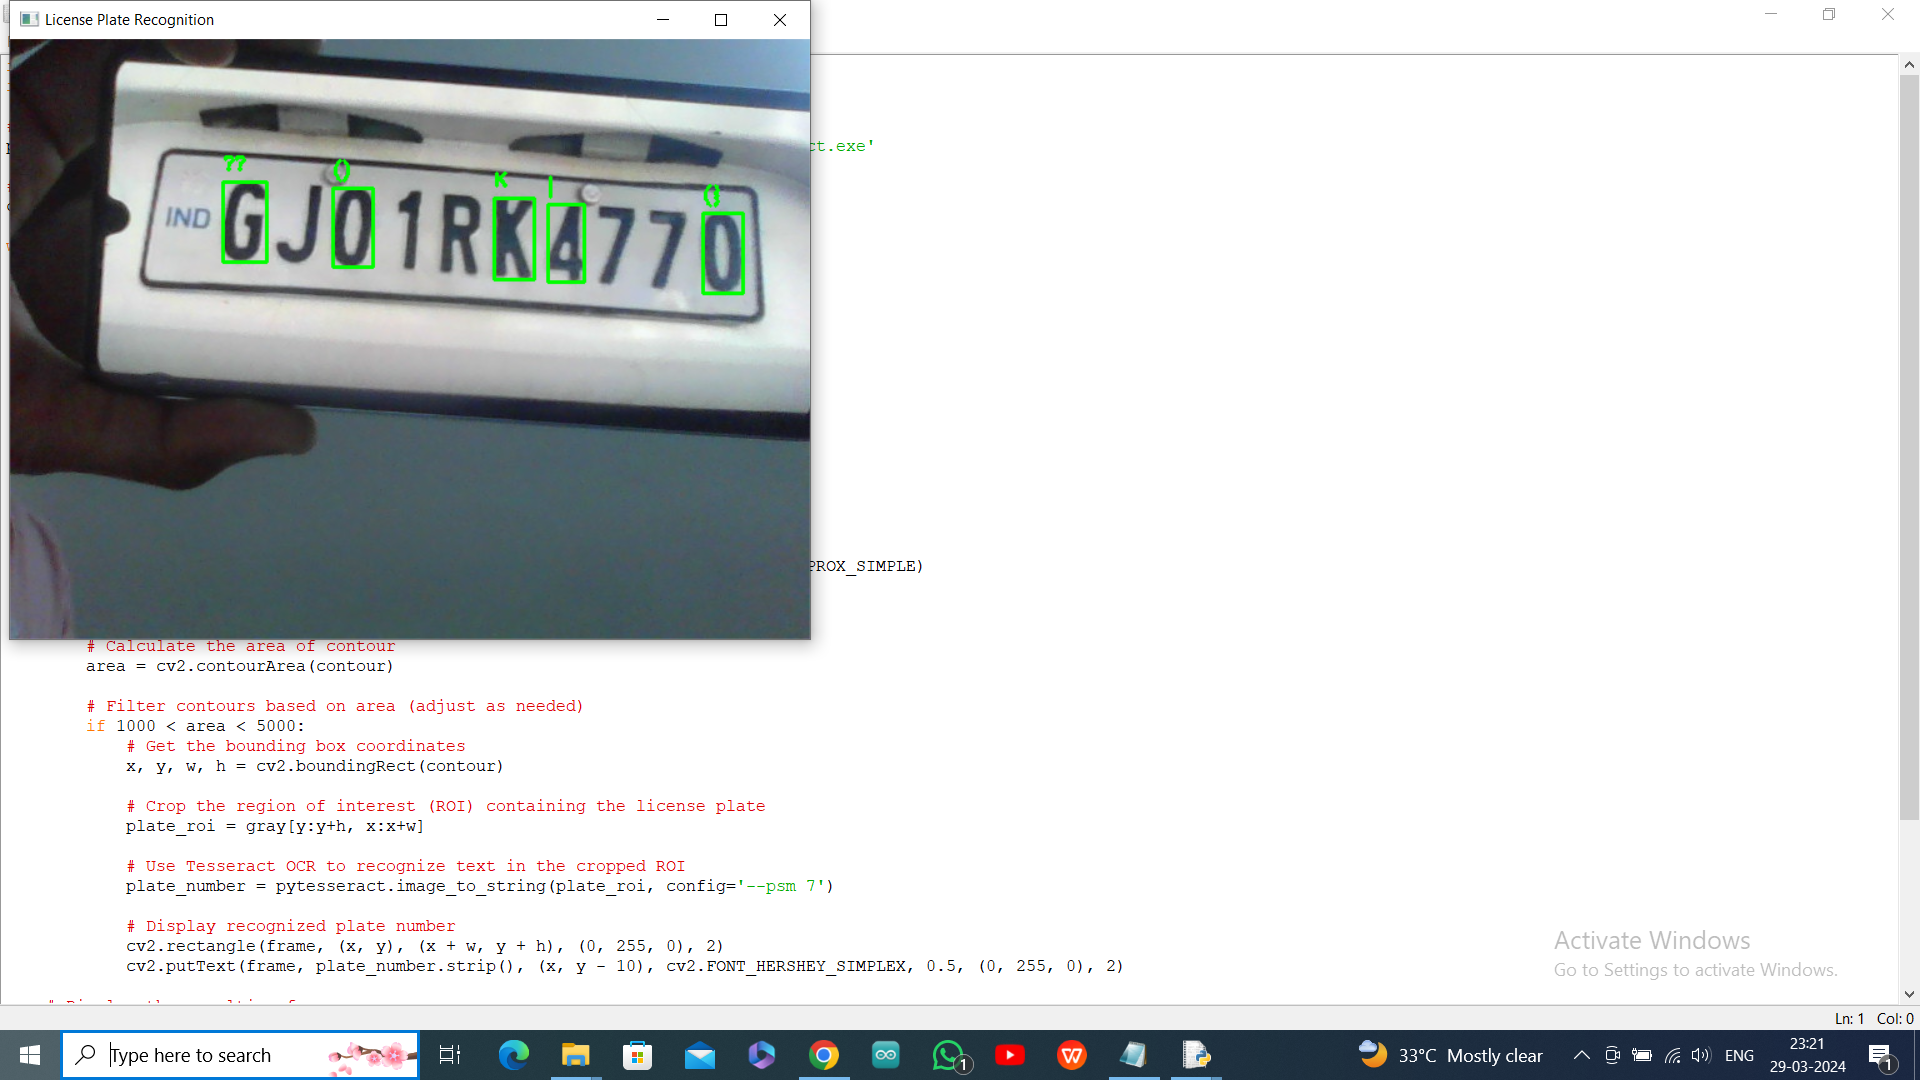 License Plate Recognition
??
0
K
I
0
IND GJ01RK4770
ct.exe'
PROX_SIMPLE)
# Calculate the area of contour
area = cv2.contourArea(contour)
# Filter contours based on area (adjust as needed)
if 1000 < area < 5000:
# Get the bounding box coordinates
x, y, w, h = cv2.boundingRect(contour)
# Crop the region of interest (ROI) containing the license plate
plate_roi = gray[y:y+h, x:x+w]
# Use Tesseract OCR to recognize text in the cropped ROI
plate_number = pytesseract.image_to_string(plate_roi, config='--psm 7')
# Display recognized plate number
cv2.rectangle(frame, (x, y), (x + w, y + h), (0, 255, 0), 2)
cv2.putText(frame, plate_number.strip(), (x, y - 10), cv2.FONT_HERSHEY_SIMPLEX, 0.5, (0, 255, 0), 2)
Activate Windows
Go to Settings to activate Windows.
Ln: 1 Col: 0
Type here to search
1
33°C Mostly clear
ENG
23:21
29-03-2024
1